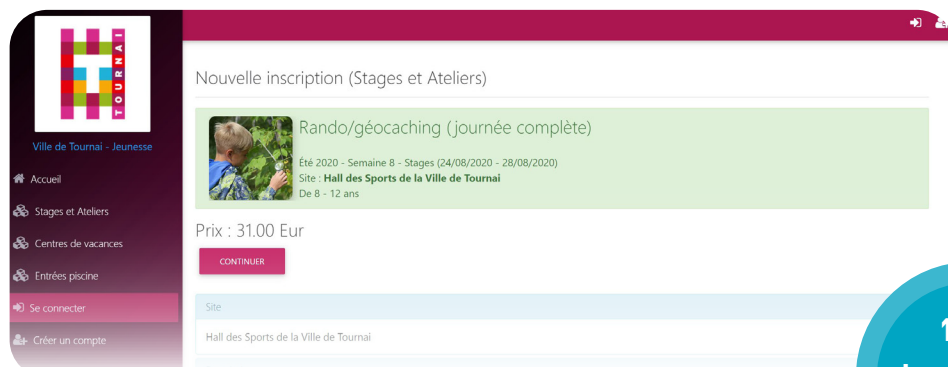 TOURNAI
Ville de Tournai - Jeunesse
Accueil
Stages et Ateliers
Centres de vacances
Entrées piscine
Se connecter
Créer un compte
Nouvelle inscription (Stages et Ateliers)
Rando/géocaching (journée complète)
Été 2020 - Semaine 8 - Stages (24/08/2020 - 28/08/2020)
Site : Hall des Sports de la Ville de Tournai
De 8 - 12 ans
Prix : 31.00 Eur
CONTINUER
Site
Hall des Sports de la Ville de Tournai